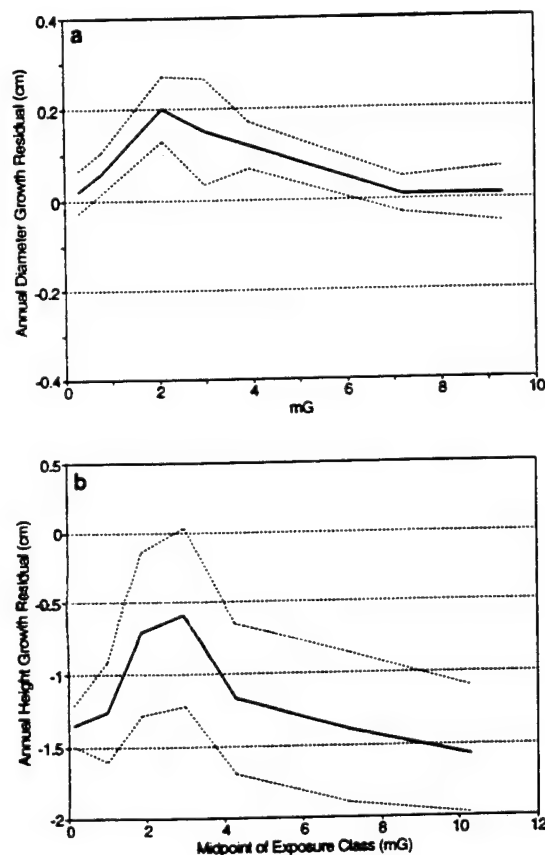 a
Annual Diameter Growth Residual (cm)
0.4
0.2
0
-0.2
-0.4
0 2 4 6 8 10
mG
b
Annual Height Growth Residual (cm)
0.5
0
-0.5
-1
-1.5
-2
0 2 4 6 8 10 12
Midpoint of Exposure Class (mG)